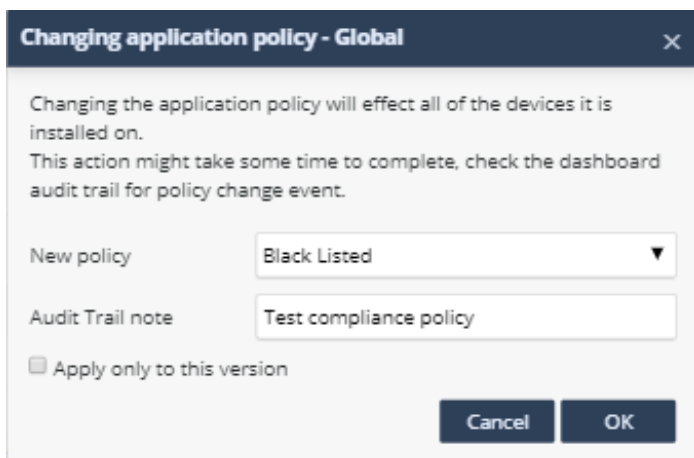 Changing application policy - Global ×
Changing the application policy will effect all of the devices it is
installed on.
This action might take some time to complete, check the dashboard
audit trail for policy change event.
New policy Black Listed ▼
Audit Trail note Test compliance policy
Apply only to this version
Cancel OK